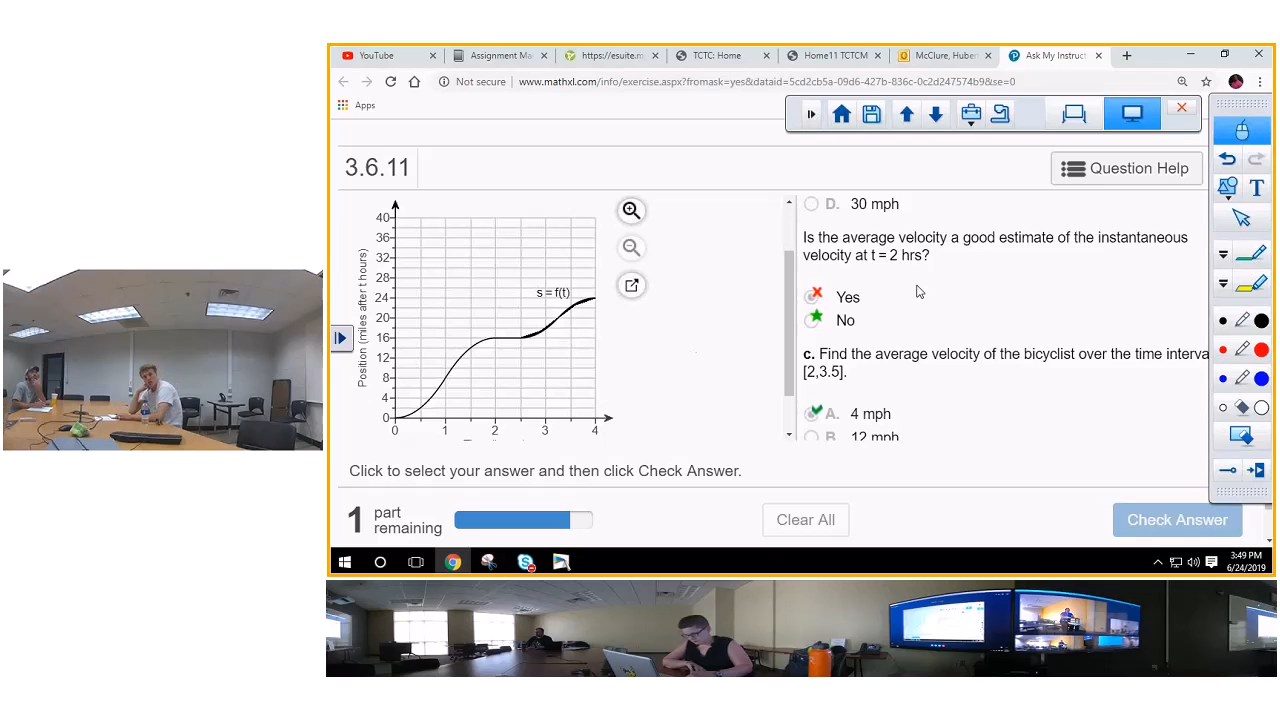 YouTube
Assignment Ma
https://esuite.m
TCTC: Home
Home11 TCTCM
McClure, Huber
Ask My Instruct
Not secure www.mathxl.com/info/exercise.aspx?fromask=yes&dataid=5cd2cb5a-09d6-427b-836c-0c2d247574b9&se=0
Apps
3.6.11
Question Help
40
36
32
28
24
20
16
12
8
4
0
0 1 2 3 4
Position (miles after t hours)
s = f(t)
D. 30 mph
Is the average velocity a good estimate of the instantaneous
velocity at t = 2 hrs?
Yes
No
c. Find the average velocity of the bicyclist over the time interva
[2,3.5].
A. 4 mph
B. 12 mph
T
Click to select your answer and then click Check Answer.
1 part
remaining
Clear All
Check Answer
3:49 PM
6/24/2019